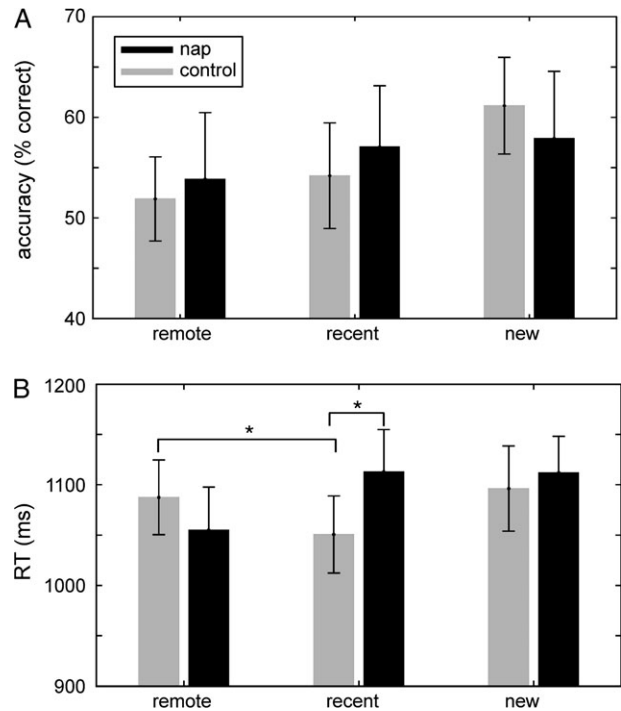 A
70
60
50
40
accuracy (% correct)
nap
control
remote recent new
B
1200
1100
1000
900
RT (ms)
*
*
remote recent new